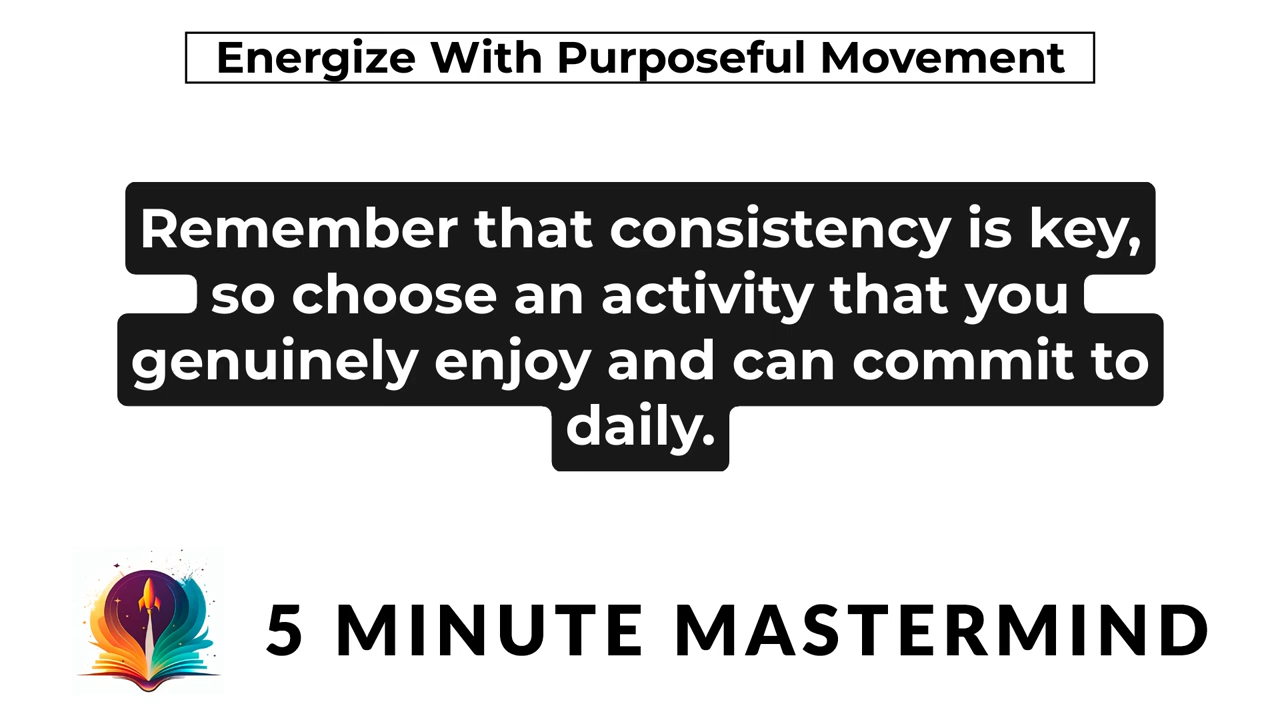 Energize With Purposeful Movement
Remember that consistency is key,
so choose an activity that you
genuinely enjoy and can commit to
daily.
5 MINUTE MASTERMIND